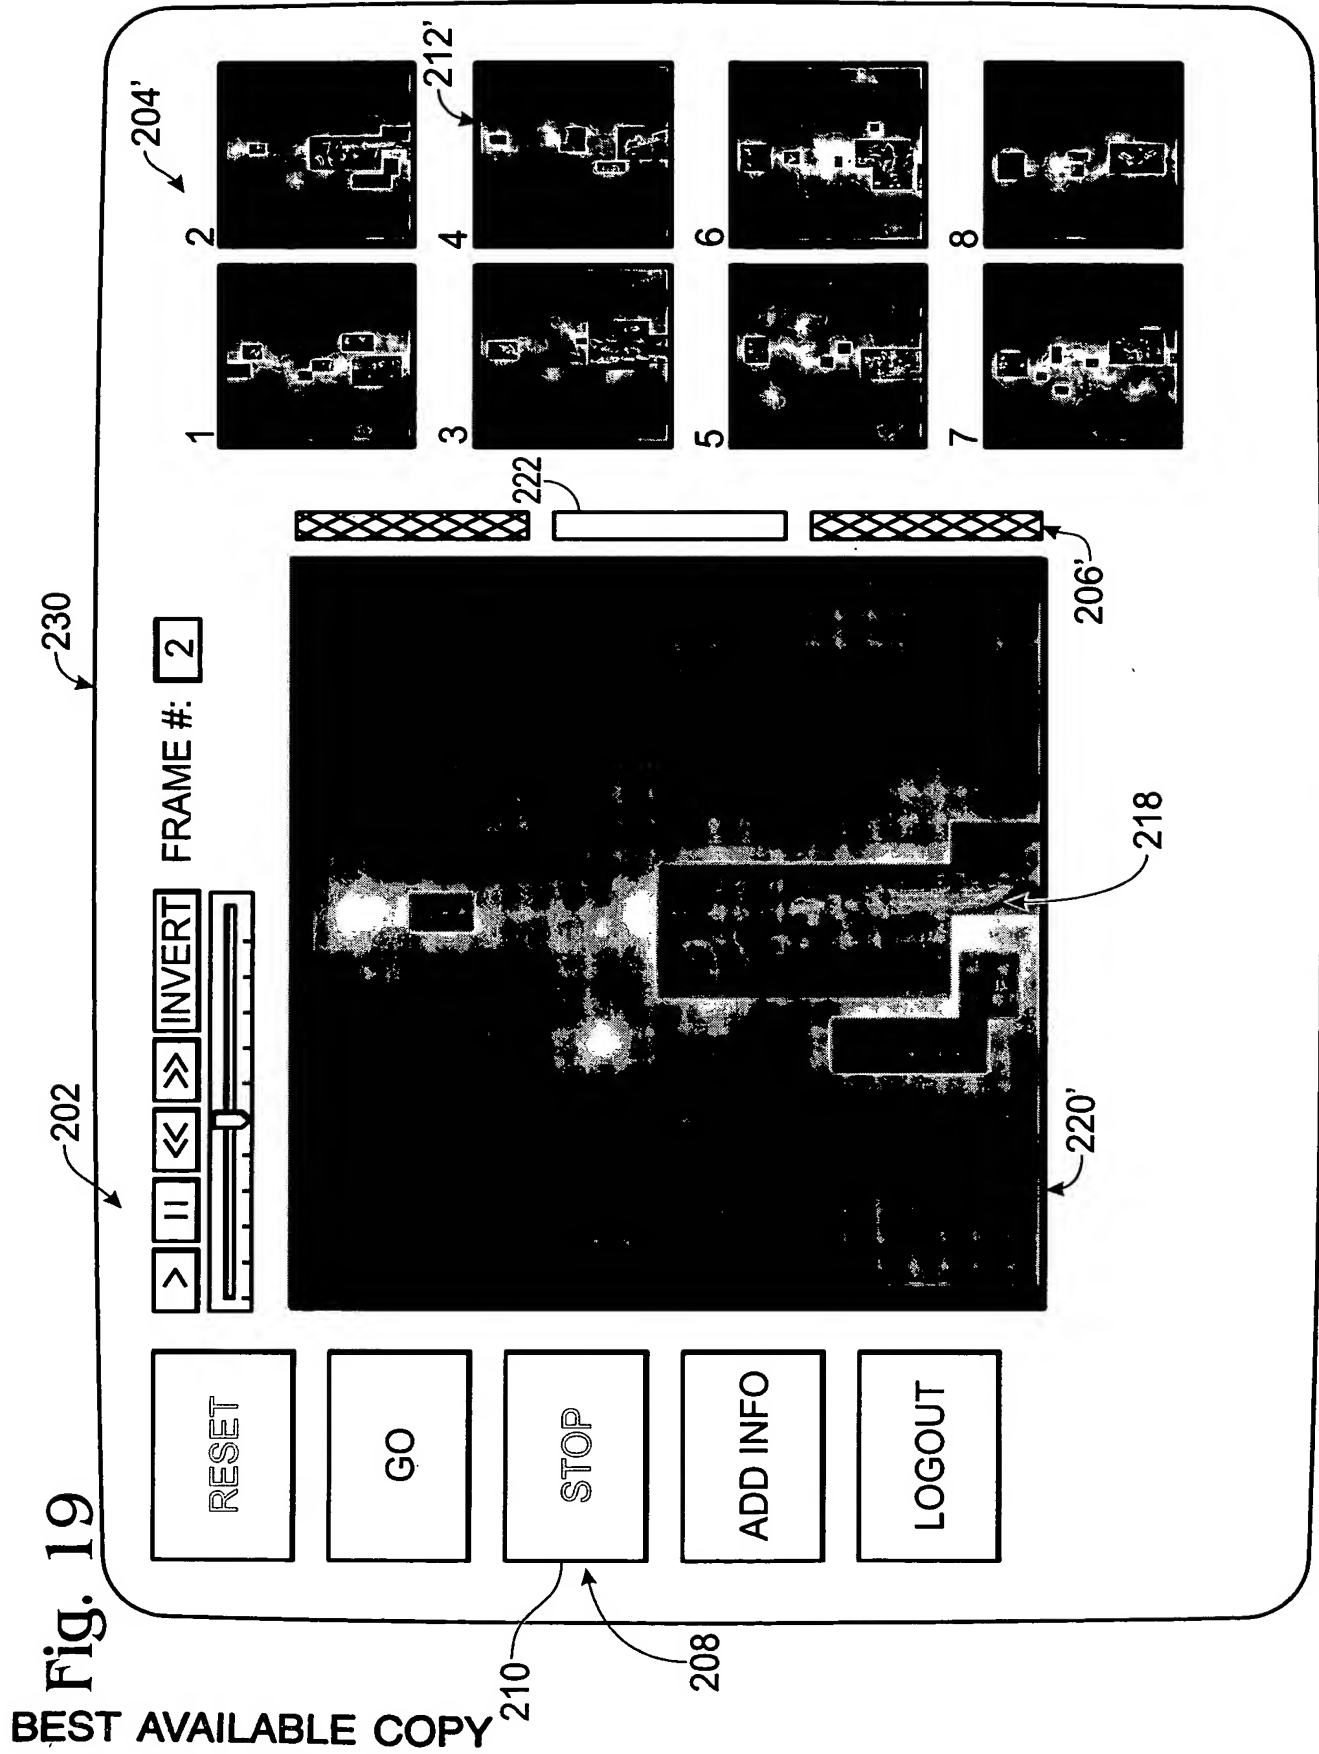 Fig. 19
230
202
> || << >> INVERT FRAME #: 2
204'
RESET
GO
STOP
ADD INFO
LOGOUT
210
208
222
206'
220'
218
212'
1
2
3
4
5
6
7
8
BEST AVAILABLE COPY